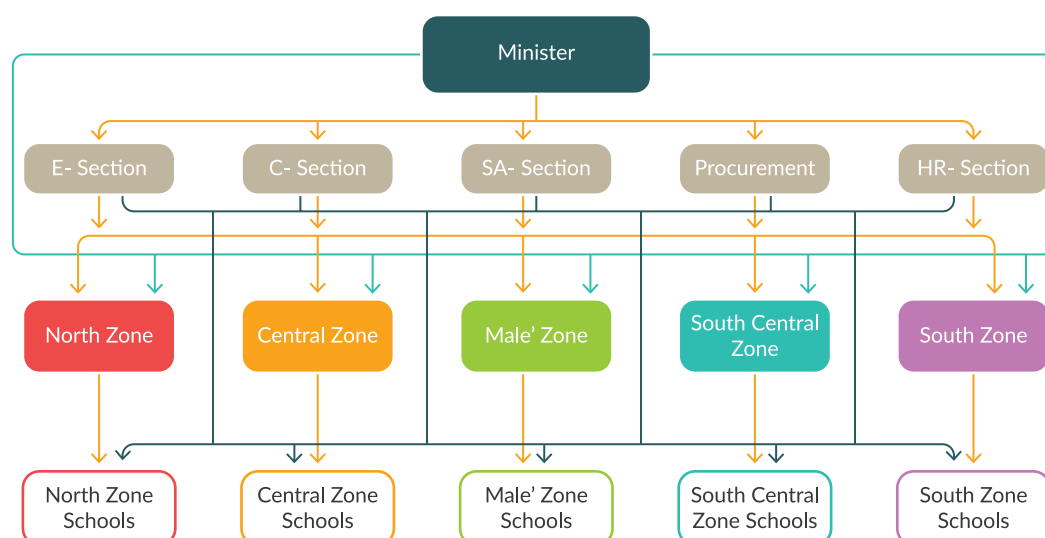 Minister
E- Section
C- Section
SA- Section
Procurement
HR- Section
North Zone
Central Zone
Male’ Zone
South Central
Zone
South Zone
North Zone
Schools
Central Zone
Schools
Male’ Zone
Schools
South Central
Zone Schools
South Zone
Schools